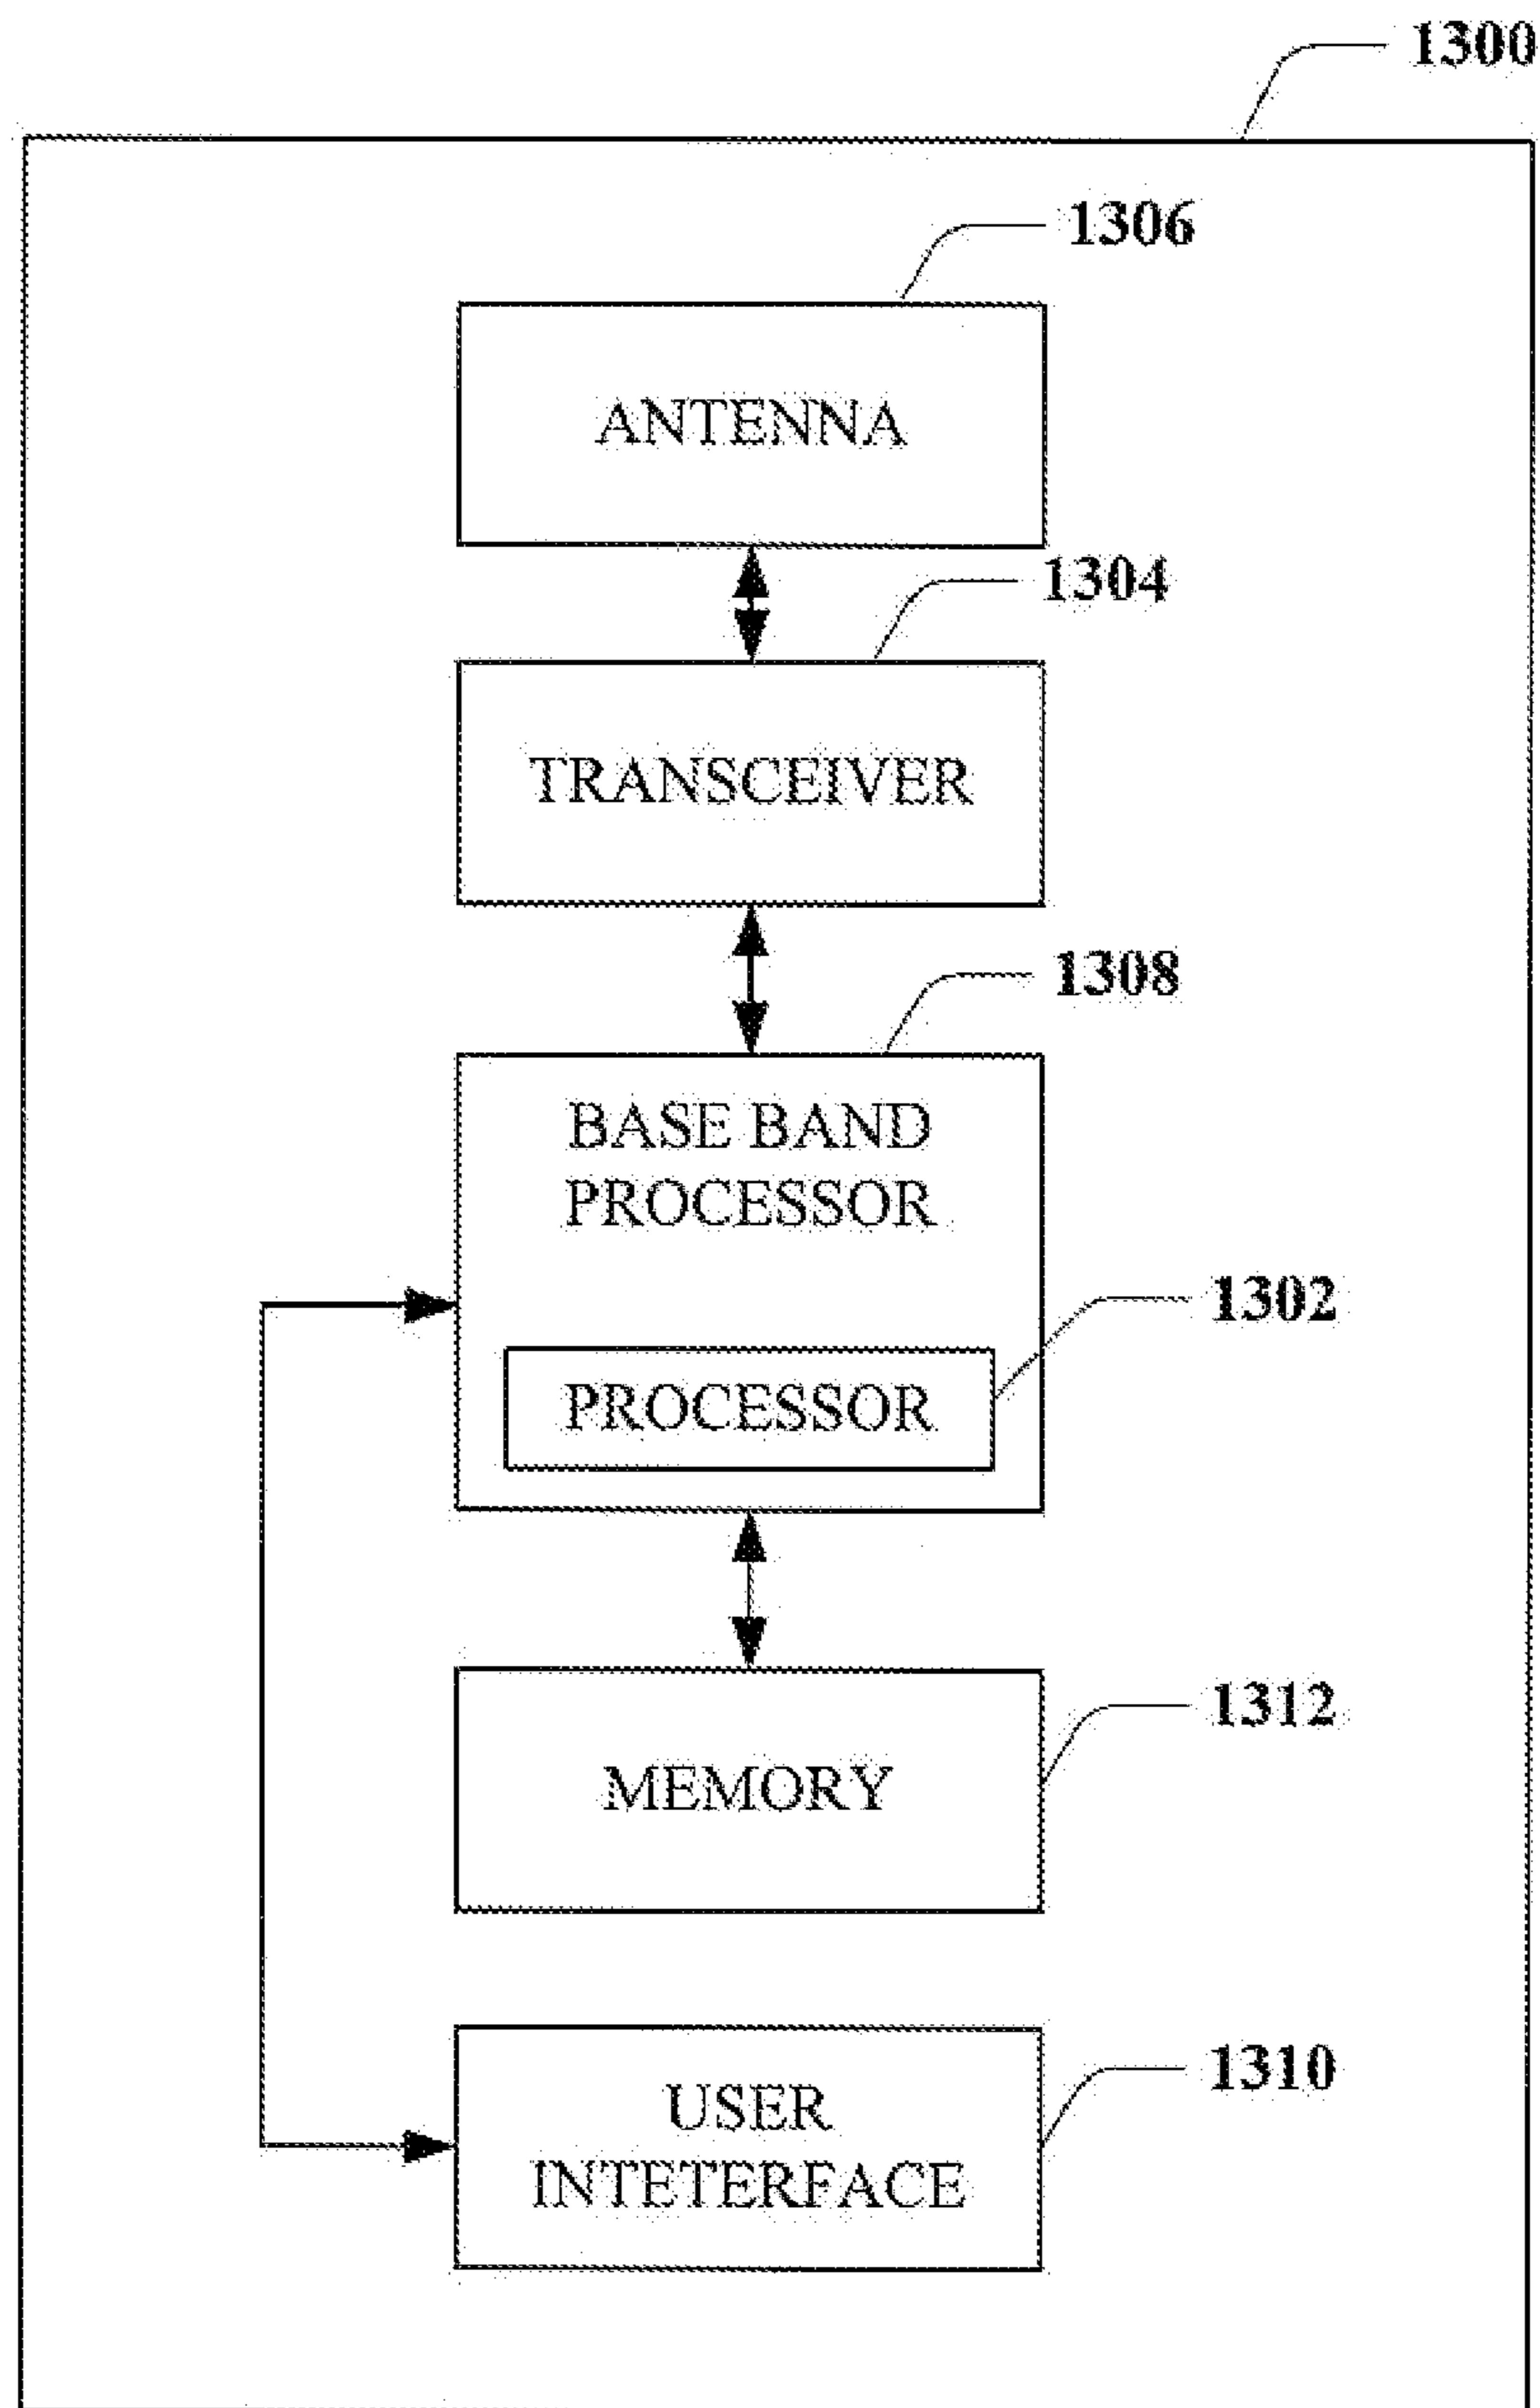 1300
1306
ANTENNA
1304
TRANSCEIVER
1308
BASE BAND
PROCESSOR
1302
PROCESSOR
1312
MEMORY
1310
USER
INTETERFACE